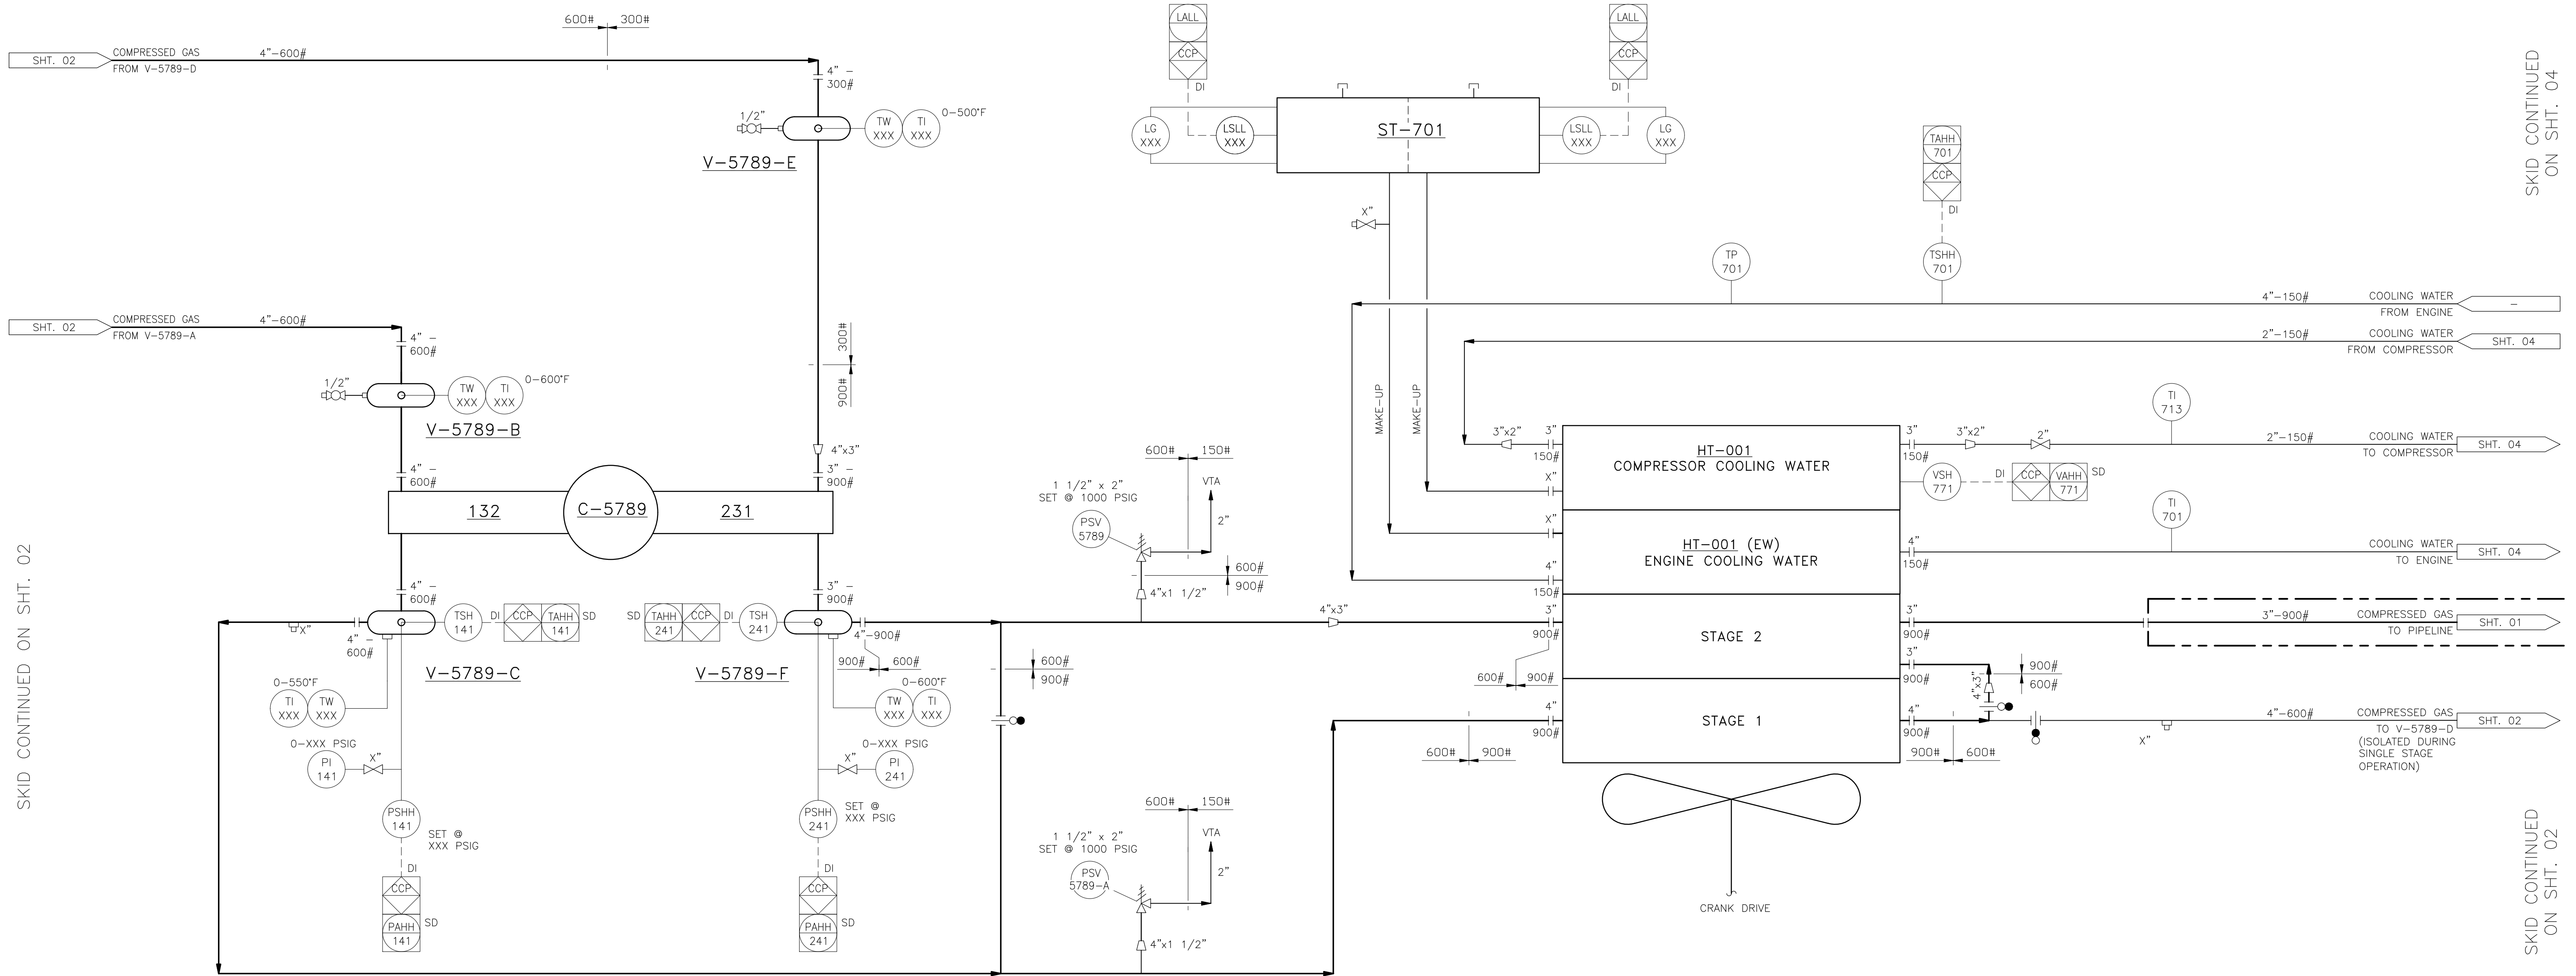 600# 300#
SHT. 02
COMPRESSED GAS
FROM V-5789-D
4"-600#
4" -
300#
1/2"
TW
XXX
TI
XXX
0-500°F
V-5789-E
SHT. 02
COMPRESSED GAS
FROM V-5789-A
4"-600#
4" -
600#
1/2"
TW
XXX
TI
XXX
0-600°F
V-5789-B
300#
900#
4"x3"
4" -
600#
3" -
900#
132
C-5789
231
4" -
600#
3" -
900#
SKID CONTINUED ON SHT. 02
X"
4" -
600#
TSH
141
DI
CCP
TAHH
141
SD
SD
TAHH
241
CCP
DI
TSH
241
4"-900#
900# 600#
V-5789-C
V-5789-F
0-550°F
TI
XXX
TW
XXX
0-600°F
TW
XXX
TI
XXX
0-XXX PSIG
PI
141
X"
0-XXX PSIG
X"
PI
241
PSHH
141
SET @
XXX PSIG
PSHH
241
SET @
XXX PSIG
DI
CCP
PAHH
141
SD
DI
CCP
PAHH
241
SD
600#
900#
600# 150#
1 1/2" x 2"
SET @ 1000 PSIG
VTA
2"
PSV
5789
600#
900#
4"x1 1/2"
4"x3"
600# 150#
1 1/2" x 2"
SET @ 1000 PSIG
VTA
2"
PSV
5789-A
4"x1 1/2"
LALL
CCP
DI
LALL
CCP
DI
LG
XXX
LSLL
XXX
ST-701
LSLL
XXX
LG
XXX
X"
MAKE-UP
MAKE-UP
TAHH
701
CCP
DI
TSHH
701
TP
701
SKID CONTINUED
ON SHT. 04
4"-150#
COOLING WATER
FROM ENGINE
-
2"-150#
COOLING WATER
FROM COMPRESSOR
SHT. 04
3"x2"
3"
150#
HT-001
COMPRESSOR COOLING WATER
3"
150#
3"x2"
2"
TI
713
2"-150#
COOLING WATER
TO COMPRESSOR
SHT. 04
X"
VSH
771
DI
CCP
VAHH
771
SD
X"
HT-001 (EW)
ENGINE COOLING WATER
4"
150#
4"
150#
TI
701
COOLING WATER
TO ENGINE
SHT. 04
3"
900#
STAGE 2
3"
900#
3"-900#
COMPRESSED GAS
TO PIPELINE
SHT. 01
600# 900#
3"
900#
4"x3"
900#
600#
4"
900#
STAGE 1
4"
900#
600# 900#
900# 600#
X"
4"-600#
COMPRESSED GAS
TO V-5789-D
(ISOLATED DURING
SINGLE STAGE
OPERATION)
SHT. 02
CRANK DRIVE
SKID CONTINUED
ON SHT. 02